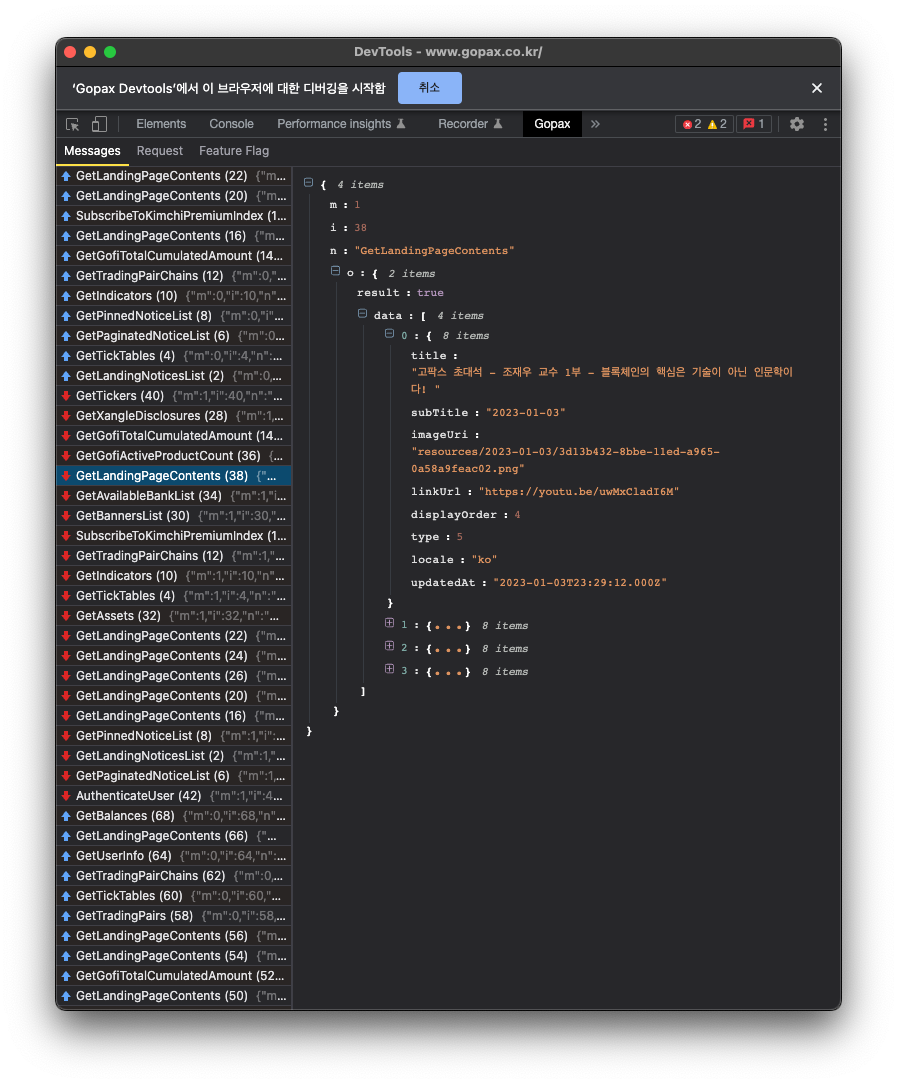 DevTools - www.gopax.co.kr/
‘Gopax Devtools’에서 이 브라우저에 대한 디버깅을 시작함
취소
Elements
Console
Performance insights
Recorder
Gopax
»
2
2
1
Messages
Request
Feature Flag
GetLandingPageContents (22) {"m...
GetLandingPageContents (20) {"m...
SubscribeToKimchiPremiumIndex (1...
GetLandingPageContents (16) {"m...
GetGofiTotalCumulatedAmount (14...
GetTradingPairChains (12) {"m":0,"...
GetIndicators (10) {"m":0,"i":10,"n"...
GetPinnedNoticeList (8) {"m":0,"i"...
GetPaginatedNoticeList (6) {"m":0...
GetTickTables (4) {"m":0,"i":4,"n":...
GetLandingNoticesList (2) {"m":0,...
GetTickers (40) {"m":1,"i":40,"n":"...
GetXangleDisclosures (28) {"m":1,...
GetGofiTotalCumulatedAmount (14...
GetGofiActiveProductCount (36) {...
GetLandingPageContents (38) {"...
GetAvailableBankList (34) {"m":1,"i...
GetBannersList (30) {"m":1,"i":30,...
SubscribeToKimchiPremiumIndex (1...
GetTradingPairChains (12) {"m":1,"...
GetIndicators (10) {"m":1,"i":10,"n"...
GetTickTables (4) {"m":1,"i":4,"n":"...
GetAssets (32) {"m":1,"i":32,"n":"...
GetLandingPageContents (22) {"m...
GetLandingPageContents (24) {"m...
GetLandingPageContents (26) {"m...
GetLandingPageContents (20) {"m...
GetLandingPageContents (16) {"m...
GetPinnedNoticeList (8) {"m":1,"i":...
GetLandingNoticesList (2) {"m":1,"...
GetPaginatedNoticeList (6) {"m":1,...
AuthenticateUser (42) {"m":1,"i":4...
GetBalances (68) {"m":0,"i":68,"n"...
GetLandingPageContents (66) {"...
GetUserInfo (64) {"m":0,"i":64,"n":...
GetTradingPairChains (62) {"m":0,...
GetTickTables (60) {"m":0,"i":60,"...
GetTradingPairs (58) {"m":0,"i":58,...
GetLandingPageContents (56) {"m...
GetLandingPageContents (54) {"m...
GetGofiTotalCumulatedAmount (52...
GetLandingPageContents (50) {"m...
{ 4 items
m : 1
i : 38
n : "GetLandingPageContents"
o : { 2 items
result : true
data : [ 4 items
0 : { 8 items
title :
"고팍스 초대석 - 조재우 교수 1부 - 블록체인의 핵심은 기술이 아닌 인문학이
다! "
subTitle : "2023-01-03"
imageUri :
"resources/2023-01-03/3d13b432-8bbe-11ed-a965-
0a58a9feac02.png"
linkUrl : "https://youtu.be/uwMxCladI6M"
displayOrder : 4
type : 5
locale : "ko"
updatedAt : "2023-01-03T23:29:12.000Z"
}
1 : {...} 8 items
2 : {...} 8 items
3 : {...} 8 items
]
}
}